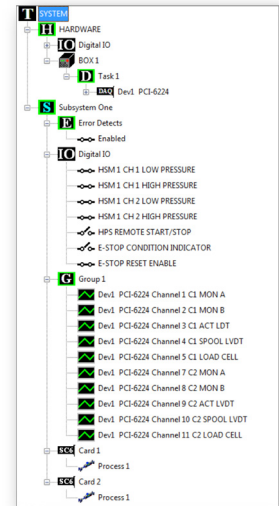 T SYSTEM
H HARDWARE
IO Digital IO
BOX 1
D Task 1
DAQ Dev1 PCI-6224
S Subsystem One
E Error Detects
Enabled
IO Digital IO
HSM 1 CH 1 LOW PRESSURE
HSM 1 CH 1 HIGH PRESSURE
HSM 1 CH 2 LOW PRESSURE
HSM 1 CH 2 HIGH PRESSURE
HPS REMOTE START/STOP
E-STOP CONDITION INDICATOR
E-STOP RESET ENABLE
G Group 1
Dev1 PCI-6224 Channel 1 C1 MON A
Dev1 PCI-6224 Channel 2 C1 MON B
Dev1 PCI-6224 Channel 3 C1 ACT LDT
Dev1 PCI-6224 Channel 4 C1 SPOOL LVDT
Dev1 PCI-6224 Channel 5 C1 LOAD CELL
Dev1 PCI-6224 Channel 7 C2 MON A
Dev1 PCI-6224 Channel 8 C2 MON B
Dev1 PCI-6224 Channel 9 C2 ACT LVDT
Dev1 PCI-6224 Channel 10 C2 SPOOL LVDT
Dev1 PCI-6224 Channel 11 C2 LOAD CELL
SC6 Card 1
Process 1
SC6 Card 2
Process 1